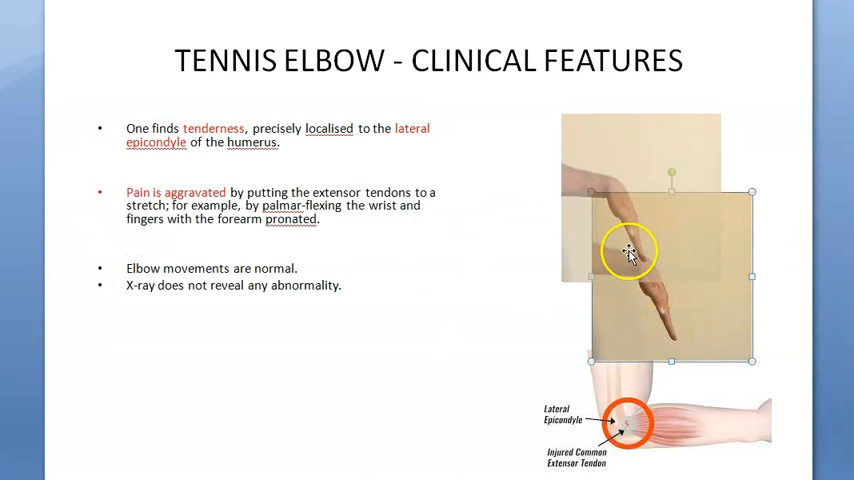 TENNIS ELBOW - CLINICAL FEATURES
• One finds tenderness, precisely localised to the lateral
epicondyle of the humerus.
• Pain is aggravated by putting the extensor tendons to a
stretch; for example, by palmar-flexing the wrist and
fingers with the forearm pronated.
• Elbow movements are normal.
• X-ray does not reveal any abnormality.
Lateral
Epicondyle
Injured Common
Extensor Tendon